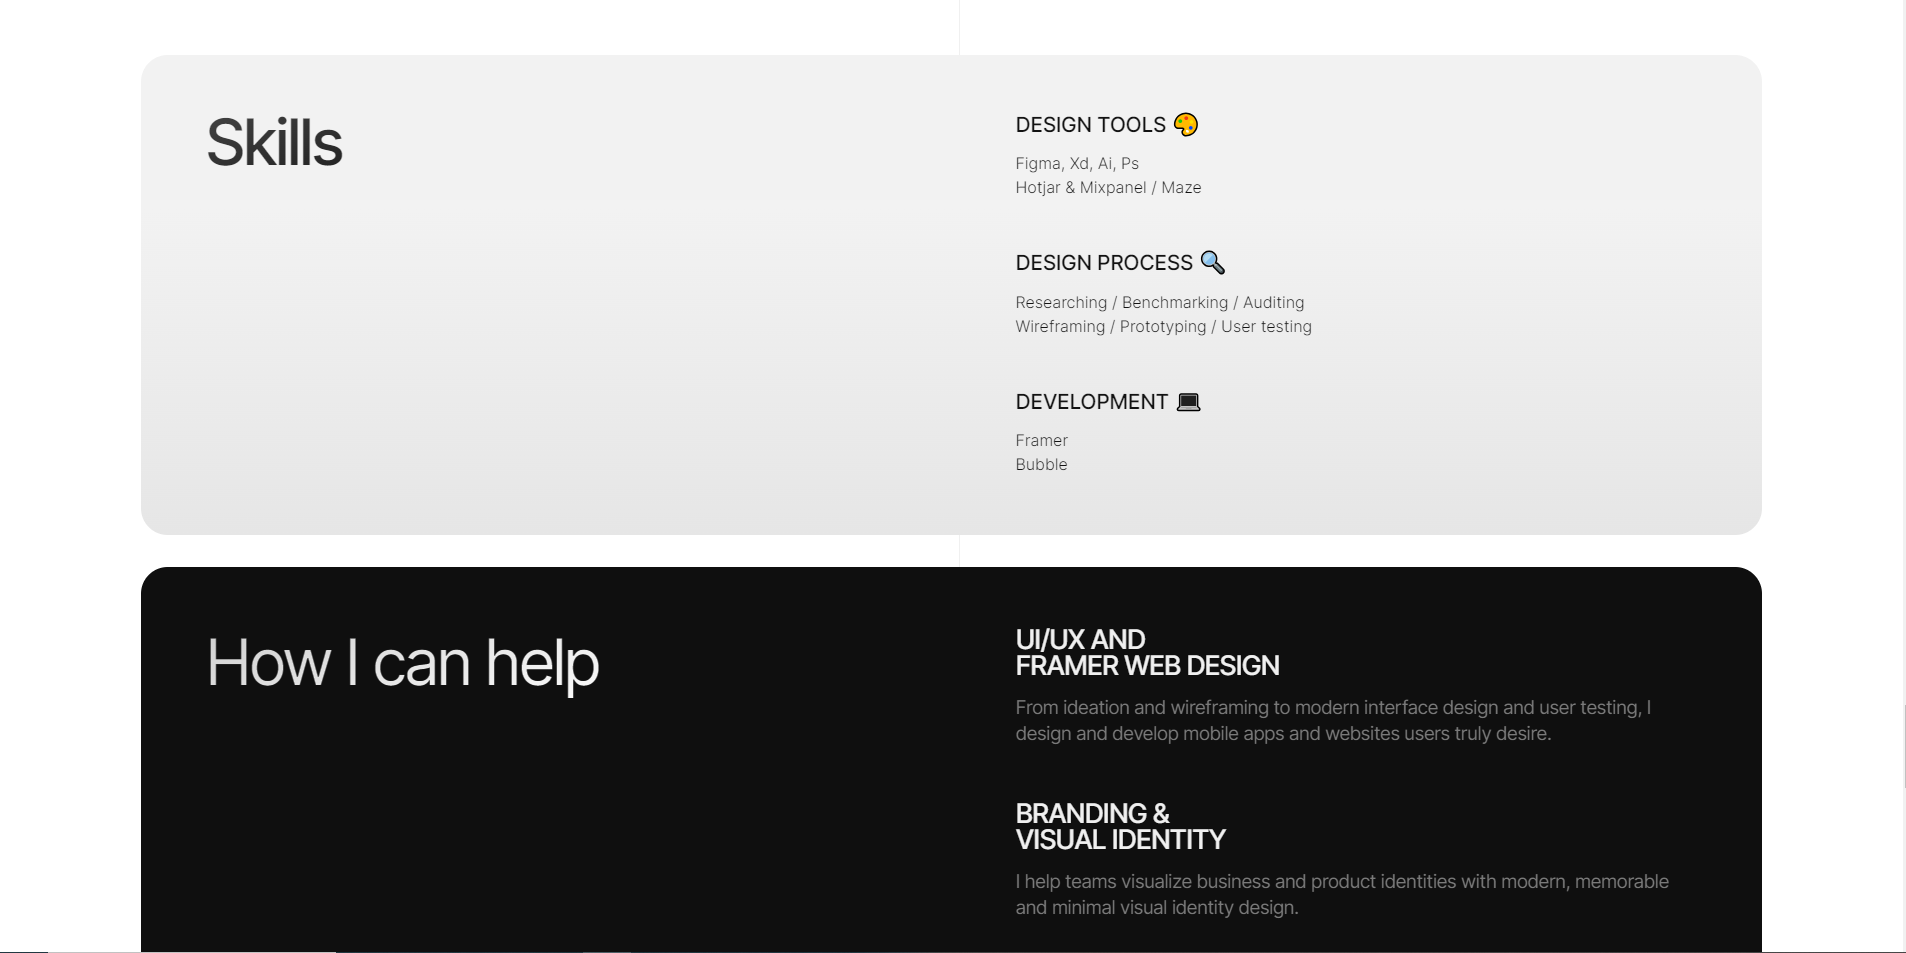 Skills
DESIGN TOOLS 🎨
Figma, Xd, Ai, Ps
Hotjar & Mixpanel / Maze
DESIGN PROCESS 🔍
Researching / Benchmarking / Auditing
Wireframing / Prototyping / User testing
DEVELOPMENT 💻
Framer
Bubble
How I can help
UI/UX AND
FRAMER WEB DESIGN
From ideation and wireframing to modern interface design and user testing, I
design and develop mobile apps and websites users truly desire.
BRANDING &
VISUAL IDENTITY
I help teams visualize business and product identities with modern, memorable
and minimal visual identity design.